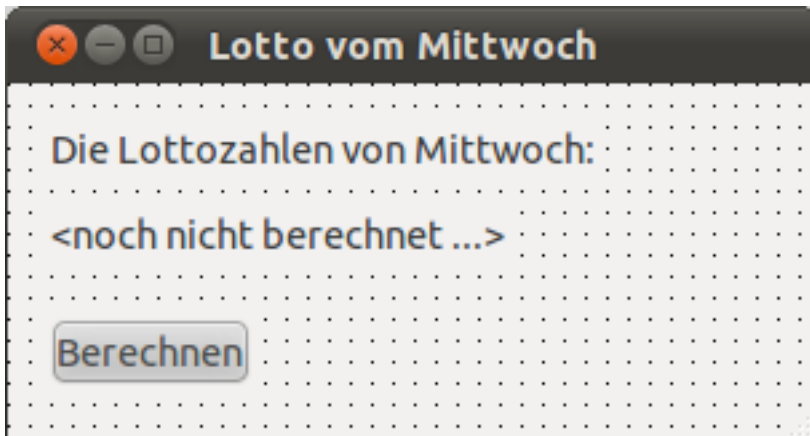 Lotto vom Mittwoch
Die Lottozahlen von Mittwoch:
<noch nicht berechnet ...>
Berechnen